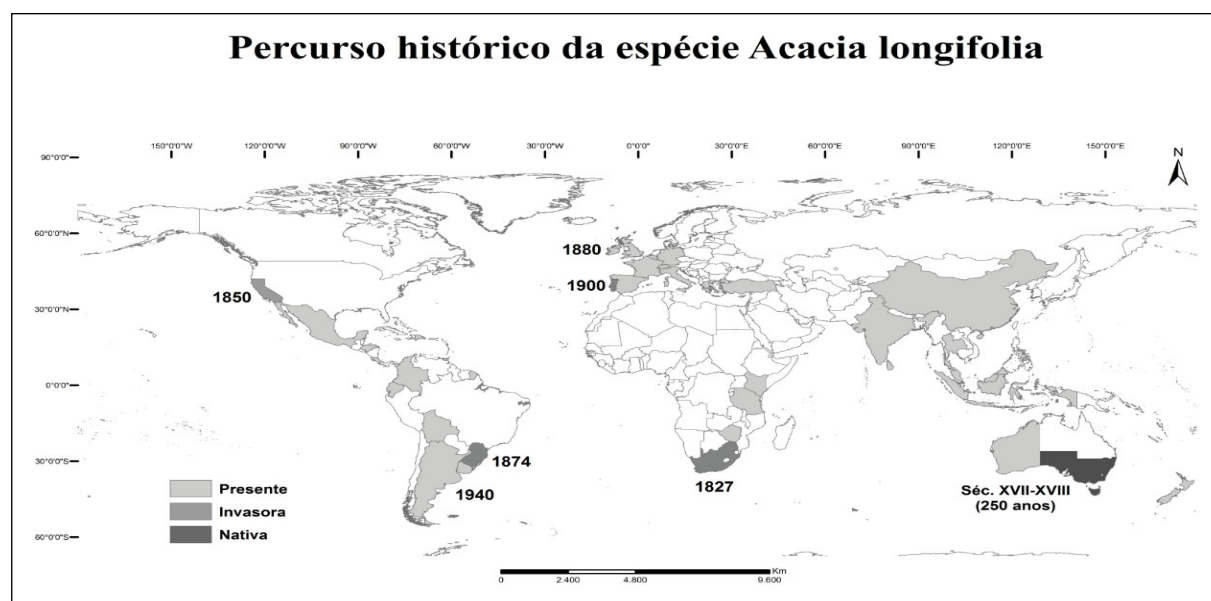 Percurso histórico da espécie Acacia longifolia
150°0'0"W 120°0'0"W 90°0'0"W 60°0'0"W 30°0'0"W 0°0'0" 30°0'0"E 60°0'0"E 90°0'0"E 120°0'0"E 150°0'0"E
N
90°0'0"
60°0'0"N
30°0'0"N
0°0'0"
30°0'0"S
60°0'0"S
1880
1900
1850
1874
1940
1827
Séc. XVII-XVIII
(250 anos)
Presente
Invasora
Nativa
Km
0 2.400 4.800 9.600